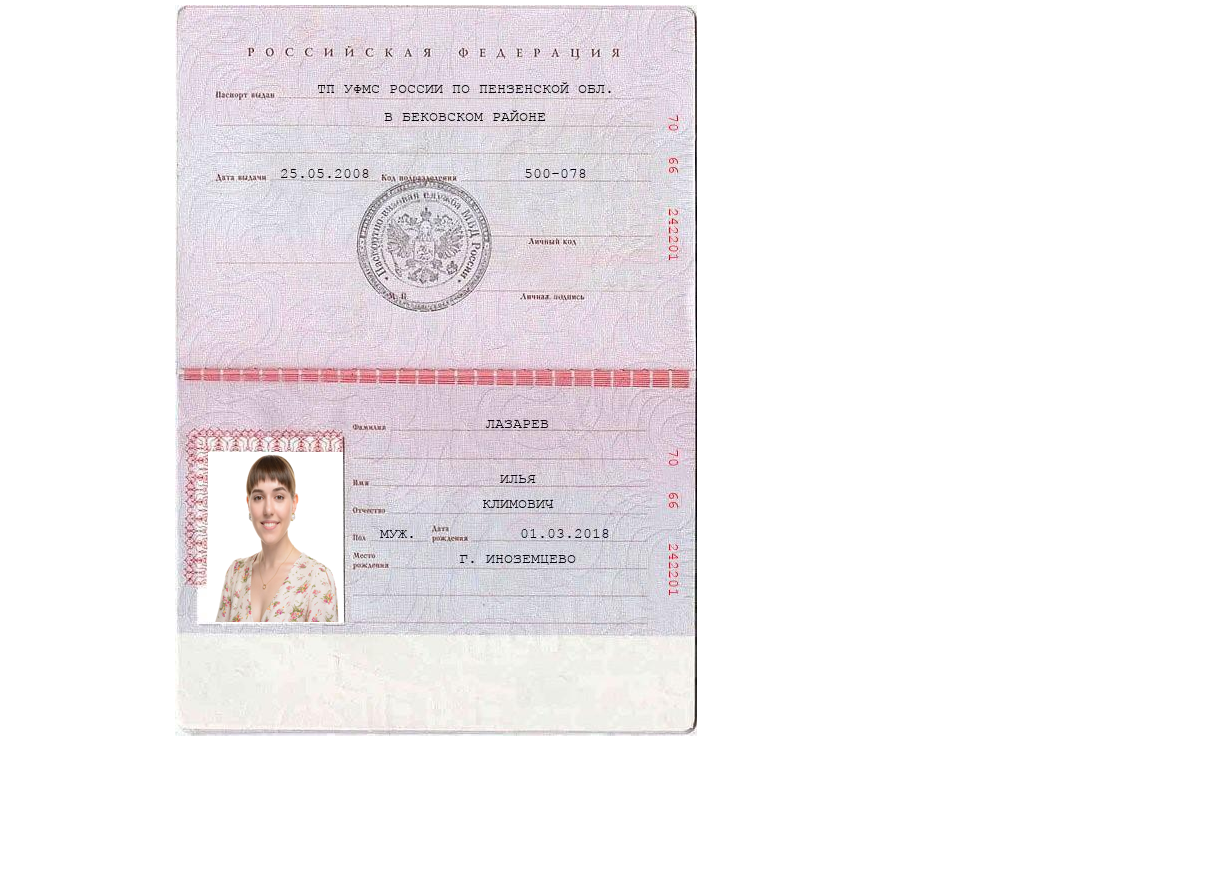 РОССИЙСКАЯ ФЕДЕРАЦИЯ
Паспорт выдан ТП УФМС РОССИИ ПО ПЕНЗЕНСКОЙ ОБЛ.
В БЕКОВСКОМ РАЙОНЕ
Дата выдачи 25.05.2008 Код подразделения 500-078
Паспортно-визовая служба МВД России
Личный код
М.П. Личная подпись
70 66 242201
Фамилия ЛАЗАРЕВ
Имя ИЛЬЯ
Отчество КЛИМОВИЧ
Пол МУЖ. Дата рождения 01.03.2018
Место рождения Г. ИНОЗЕМЦЕВО
70 66 242201